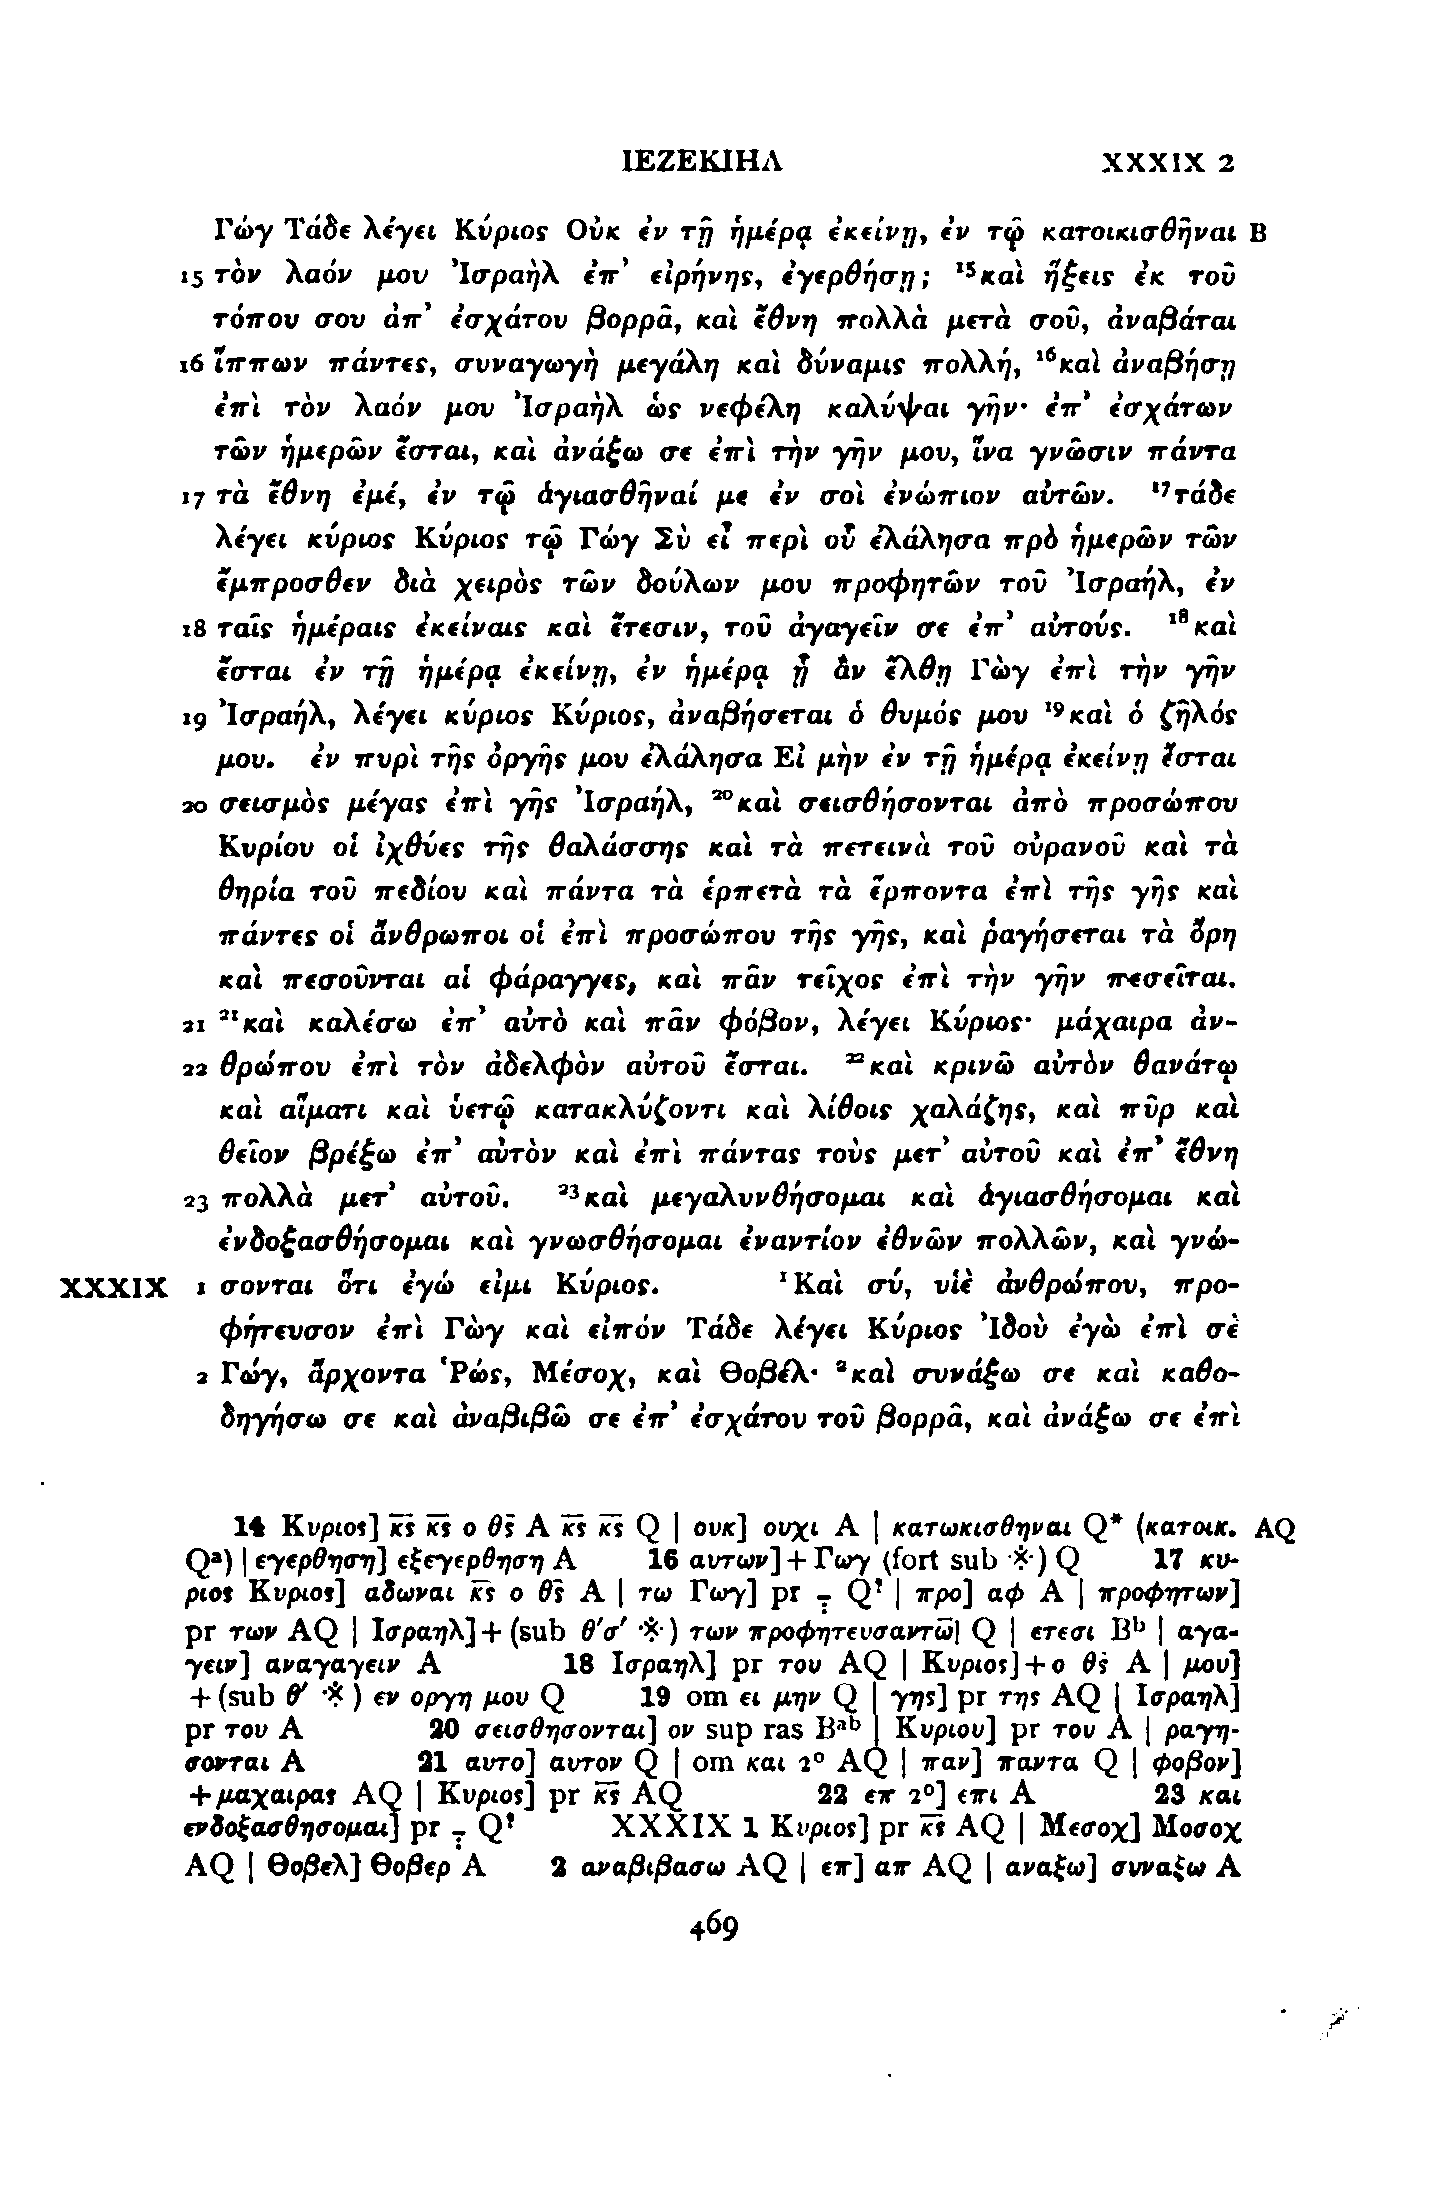 ΙΕΖΕΚΙΗΛ XXXIX 2
Γώγ Τάδε λέγει Κύριος Οὐκ ἐν τῇ ἡμέρᾳ ἐκείνῃ, ἐν τῷ κατοικισθῆναι B
15 τὸν λαόν μου Ἰσραὴλ ἐπ᾽ εἰρήνης, ἐγερθήσῃ; ¹⁵καὶ ἥξεις ἐκ τοῦ
τόπου σου ἀπ᾽ ἐσχάτου βορρᾶ, καὶ ἔθνη πολλὰ μετὰ σοῦ, ἀναβάται
16 ἵππων πάντες, συναγωγὴ μεγάλη καὶ δύναμις πολλή, ¹⁶καὶ ἀναβήσῃ
ἐπὶ τὸν λαόν μου Ἰσραὴλ ὡς νεφέλη καλύψαι γῆν· ἐπ᾽ ἐσχάτων
τῶν ἡμερῶν ἔσται, καὶ ἀνάξω σε ἐπὶ τὴν γῆν μου, ἵνα γνῶσιν πάντα
17 τὰ ἔθνη ἐμέ, ἐν τῷ ἁγιασθῆναί με ἐν σοὶ ἐνώπιον αὐτῶν. ¹⁷τάδε
λέγει κύριος Κύριος τῷ Γώγ Σὺ εἶ περὶ οὗ ἐλάλησα πρὸ ἡμερῶν τῶν
ἔμπροσθεν διὰ χειρὸς τῶν δούλων μου προφητῶν τοῦ Ἰσραήλ, ἐν
18 ταῖς ἡμέραις ἐκείναις καὶ ἔτεσιν, τοῦ ἀγαγεῖν σε ἐπ᾽ αὐτούς. ¹⁸καὶ
ἔσται ἐν τῇ ἡμέρᾳ ἐκείνῃ, ἐν ἡμέρᾳ ᾗ ἂν ἔλθῃ Γὼγ ἐπὶ τὴν γῆν
19 Ἰσραήλ, λέγει κύριος Κύριος, ἀναβήσεται ὁ θυμός μου ¹⁹καὶ ὁ ζῆλός
μου. ἐν πυρὶ τῆς ὀργῆς μου ἐλάλησα Εἰ μὴν ἐν τῇ ἡμέρᾳ ἐκείνῃ ἔσται
20 σεισμὸς μέγας ἐπὶ γῆς Ἰσραήλ, ²⁰καὶ σεισθήσονται ἀπὸ προσώπου
Κυρίου οἱ ἰχθύες τῆς θαλάσσης καὶ τὰ πετεινὰ τοῦ οὐρανοῦ καὶ τὰ
θηρία τοῦ πεδίου καὶ πάντα τὰ ἑρπετὰ τὰ ἕρποντα ἐπὶ τῆς γῆς καὶ
πάντες οἱ ἄνθρωποι οἱ ἐπὶ προσώπου τῆς γῆς, καὶ ῥαγήσεται τὰ ὄρη
καὶ πεσοῦνται αἱ φάραγγες, καὶ πᾶν τεῖχος ἐπὶ τὴν γῆν πεσεῖται.
21 ²¹καὶ καλέσω ἐπ᾽ αὐτὸ καὶ πᾶν φόβον, λέγει Κύριος· μάχαιρα ἀν-
22 θρώπου ἐπὶ τὸν ἀδελφὸν αὐτοῦ ἔσται. ²²καὶ κρινῶ αὐτὸν θανάτῳ
καὶ αἵματι καὶ ὑετῷ κατακλύζοντι καὶ λίθοις χαλάζης, καὶ πῦρ καὶ
θεῖον βρέξω ἐπ᾽ αὐτὸν καὶ ἐπὶ πάντας τοὺς μετ᾽ αὐτοῦ καὶ ἐπ᾽ ἔθνη
23 πολλὰ μετ᾽ αὐτοῦ. ²³καὶ μεγαλυνθήσομαι καὶ ἁγιασθήσομαι καὶ
ἐνδοξασθήσομαι καὶ γνωσθήσομαι ἐναντίον ἐθνῶν πολλῶν, καὶ γνώ-
XXXIX 1 σονται ὅτι ἐγώ εἰμι Κύριος. ¹Καὶ σύ, υἱὲ ἀνθρώπου, προ-
φήτευσον ἐπὶ Γὼγ καὶ εἰπόν Τάδε λέγει Κύριος Ἰδοὺ ἐγὼ ἐπὶ σὲ
2 Γώγ, ἄρχοντα Ῥώς, Μέσοχ, καὶ Θοβέλ· ²καὶ συνάξω σε καὶ καθο-
δηγήσω σε καὶ ἀναβιβῶ σε ἐπ᾽ ἐσχάτου τοῦ βορρᾶ, καὶ ἀνάξω σε ἐπὶ
14 Κυριος] κ̅ς̅ κ̅ς̅ ο θ̅ς̅ A κ̅ς̅ κ̅ς̅ Q | ουκ] ουχι A | κατωκισθηναι Q* (κατοικ. AQ
Qᵃ) | εγερθηση] εξεγερθηση A 16 αυτων]+Γωγ (fort sub ※) Q 17 κυ-
ριος Κυριος] αδωναι κ̅ς̅ ο θ̅ς̅ A | τω Γωγ] pr ÷ Qᵗ | προ] αφ A | προφητων]
pr των AQ | Ισραηλ]+(sub θ′σ′ ※) των προφητευσαντω̅| Q | ετεσι Bᵇ | αγα-
γειν] αναγαγειν A 18 Ισραηλ] pr του AQ | Κυριος]+ο θ̅ς̅ A | μου]
+(sub θ′ ※) εν οργη μου Q 19 om ει μην Q | γης] pr της AQ | Ισραηλ]
pr του A 20 σεισθησονται] ον sup ras Bᵃᵇ | Κυριου] pr του A | ραγη-
σονται A 21 αυτο] αυτον Q | om και 2° AQ | παν] παντα Q | φοβον]
+μαχαιρας AQ | Κυριος] pr κ̅ς̅ AQ 22 επ 2°] επι A 23 και
ενδοξασθησομαι] pr ÷ Qᵗ XXXIX 1 Κυριος] pr κ̅ς̅ AQ | Μεσοχ] Μοσοχ
AQ | Θοβελ] Θοβερ A 2 αναβιβασω AQ | επ] απ AQ | αναξω] συναξω A
469